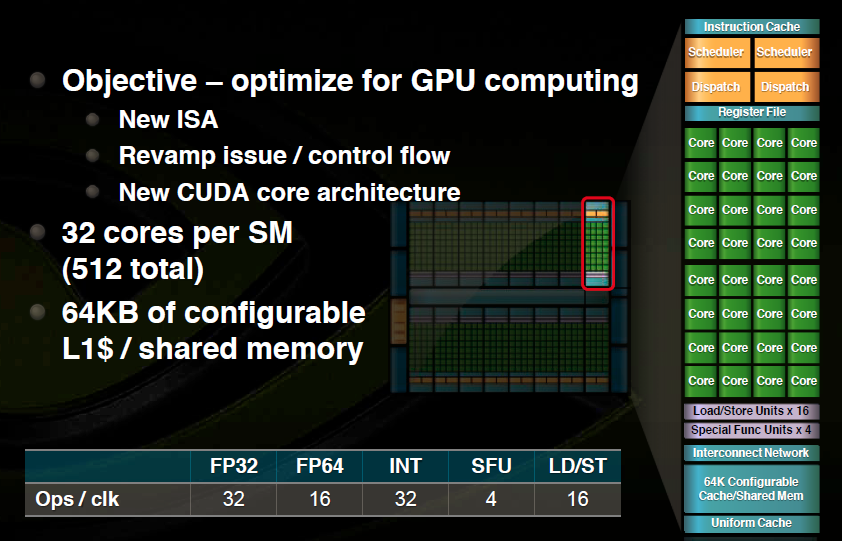 Objective – optimize for GPU computing
New ISA
Revamp issue / control flow
New CUDA core architecture
32 cores per SM
(512 total)
64KB of configurable
L1$ / shared memory
FP32 FP64 INT SFU LD/ST
Ops / clk 32 16 32 4 16
Instruction Cache
Scheduler Scheduler
Dispatch Dispatch
Register File
Core Core Core Core
Core Core Core Core
Core Core Core Core
Core Core Core Core
Core Core Core Core
Core Core Core Core
Core Core Core Core
Core Core Core Core
Load/Store Units x 16
Special Func Units x 4
Interconnect Network
64K Configurable
Cache/Shared Mem
Uniform Cache